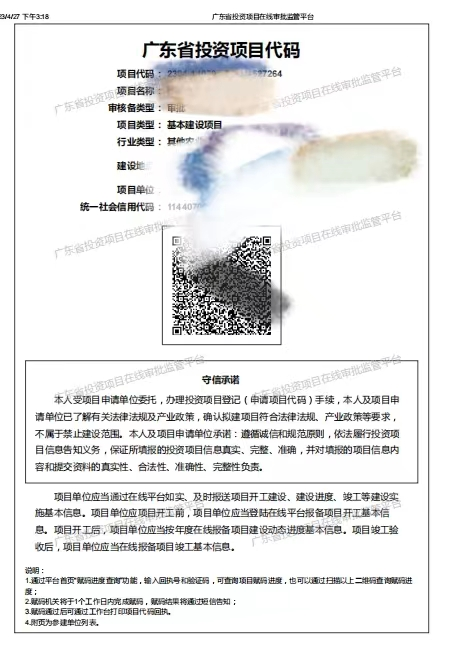 23/4/27 下午3:18 广东省投资项目在线审批监管平台
广东省投资项目代码
项目代码：
项目名称：
审核备类型：审批
项目类型：基本建设项目
行业类型：其他
建设地
项目单位
统一社会信用代码：
广东省投资项目在线审批监管平台
守信承诺
本人受项目申请单位委托，办理投资项目登记（申请项目代码）手续，本人及项目申
请单位已了解有关法律法规及产业政策，确认拟建项目符合法律法规、产业政策等要求，
不属于禁止建设范围。本人及项目申请单位承诺：遵循诚信和规范原则，依法履行投资项
目信息告知义务，保证所填报的投资项目信息真实、完整、准确，并对填报的项目信息内
容和提交资料的真实性、合法性、准确性、完整性负责。
项目单位应当通过在线平台如实、及时报送项目开工建设、建设进度、竣工等建设实
施基本信息。项目单位应项目开工前，项目单位应当登陆在线平台报备项目开工基本信
息。项目开工后，项目单位应当按年度在线报备项目建设动态进度基本信息。项目竣工验
收后，项目单位应当在线报备项目竣工基本信息。
说明：
1.通过平台首页“赋码进度查询”功能，输入回执号和验证码，可查询项目赋码进度，也可以通过扫描以上二维码查询赋码进
度；
2.赋码机关将于1个工作日内完成赋码，赋码结果将通过短信告知；
3.赋码通过后可通过工作台打印项目代码回执。
4.附页为参建单位列表。